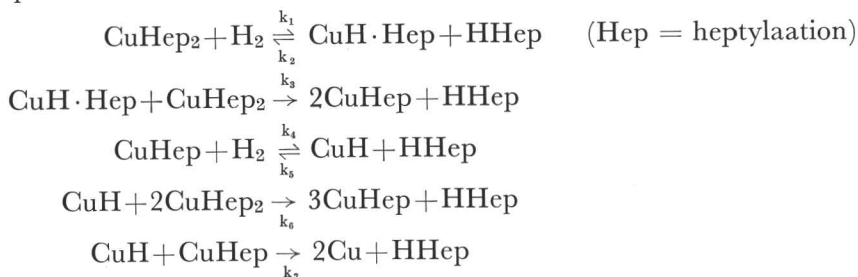 CuHep₂+H₂ ⇌ CuH·Hep+HHep (Hep = heptylaation)
k₁
k₂
CuH·Hep+CuHep₂ → 2CuHep+HHep
k₃
CuHep+H₂ ⇌ CuH+HHep
k₄
k₅
CuH+2CuHep₂ → 3CuHep+HHep
k₆
CuH+CuHep → 2Cu+HHep